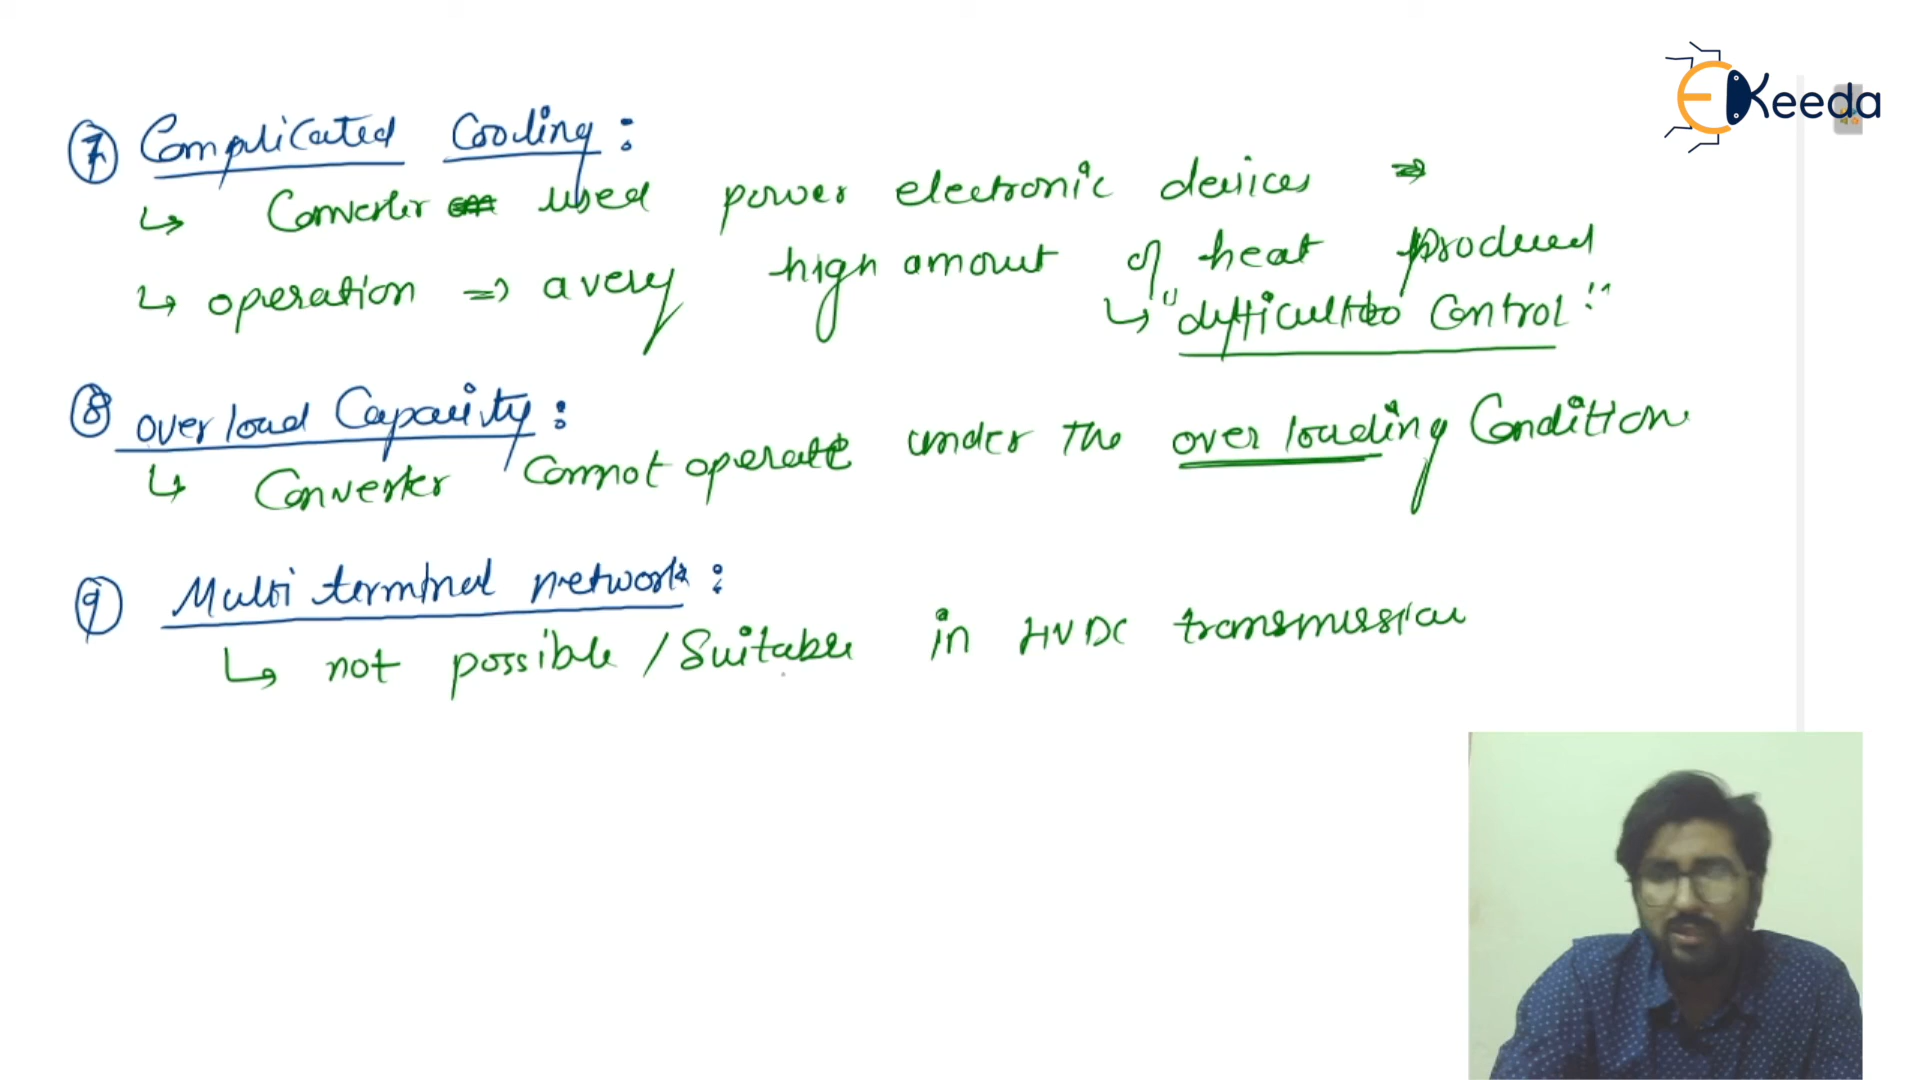 EKeeda
⑦ Complicated Cooling :
↳ Converter used power electronic devices ⇒
↳ operation ⇒ a very high amount of heat produced
↳ "difficult to Control"
⑧ over load Capacity :
↳ Converter Cannot operate under the over loading Condition
⑨ Multi terminal network :
↳ not possible / Suitable in HVDC transmission